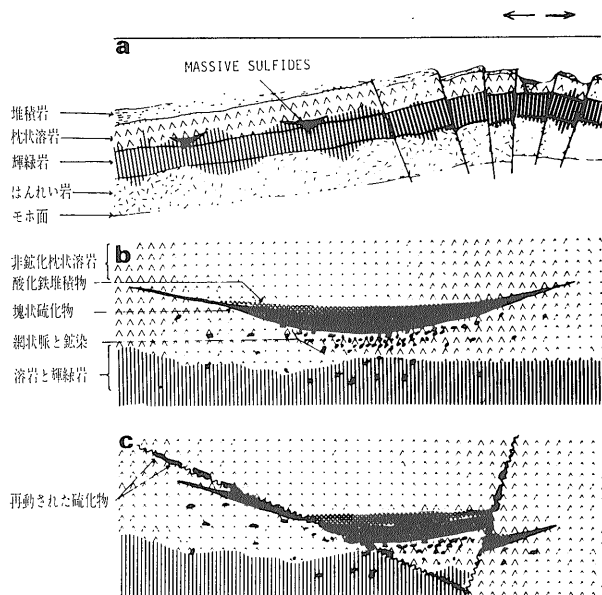 a
MASSIVE SULFIDES
堆積岩
枕状溶岩
輝緑岩
はんれい岩
モホ面
b
非鉱化枕状溶岩
酸化鉄堆積物
塊状硫化物
網状脈と鉱染
溶岩と輝緑岩
c
再動された硫化物